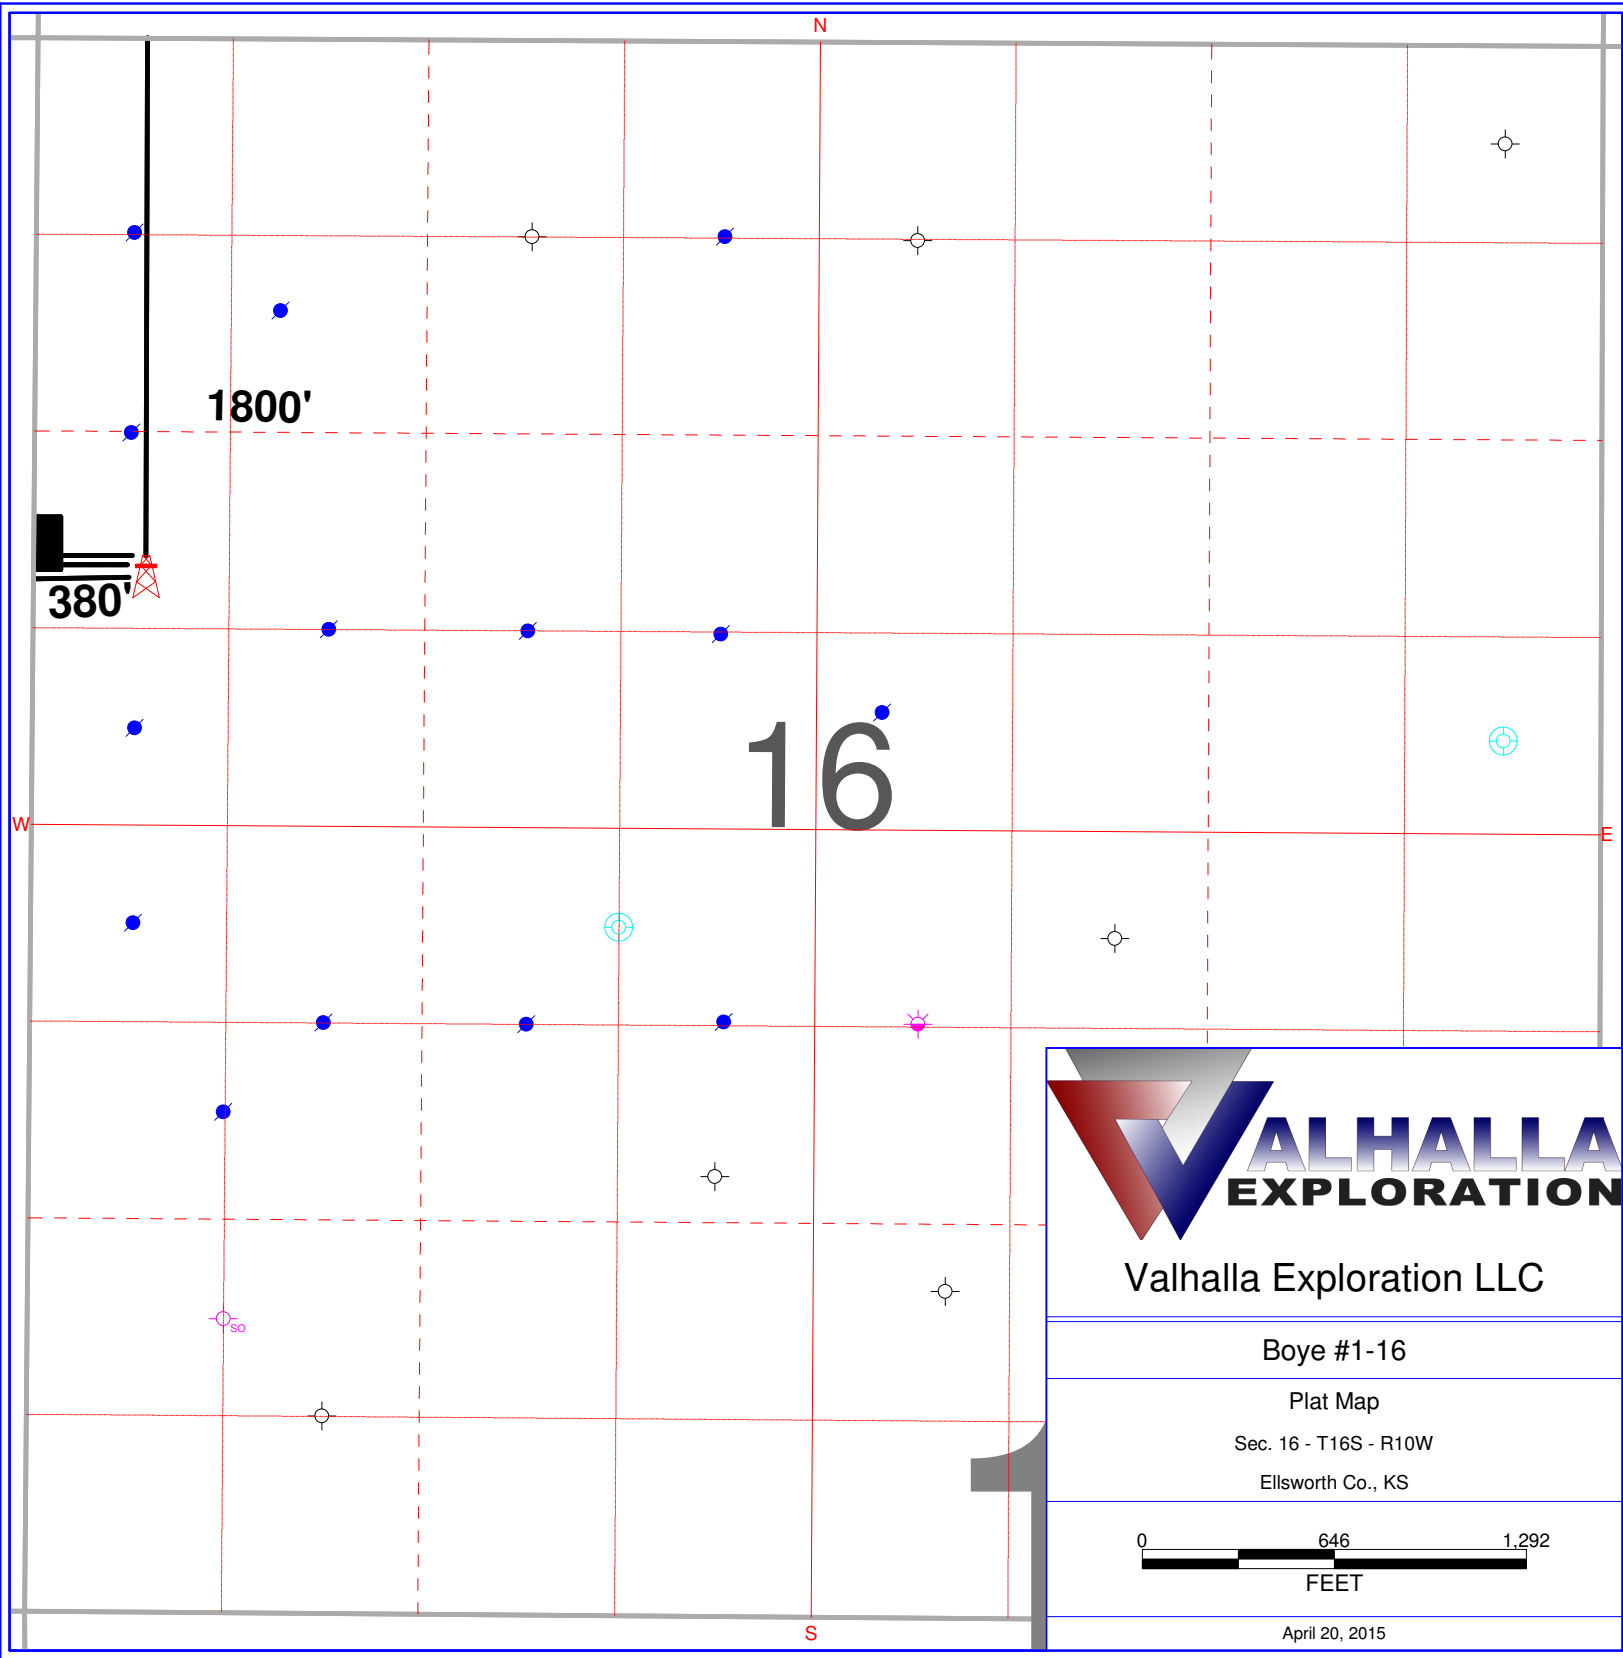 N
1800'
380'
16
W
E
SO
S
VALHALLA
EXPLORATION
Valhalla Exploration LLC
Boye #1-16
Plat Map
Sec. 16 - T16S - R10W
Ellsworth Co., KS
0 646 1,292
FEET
April 20, 2015